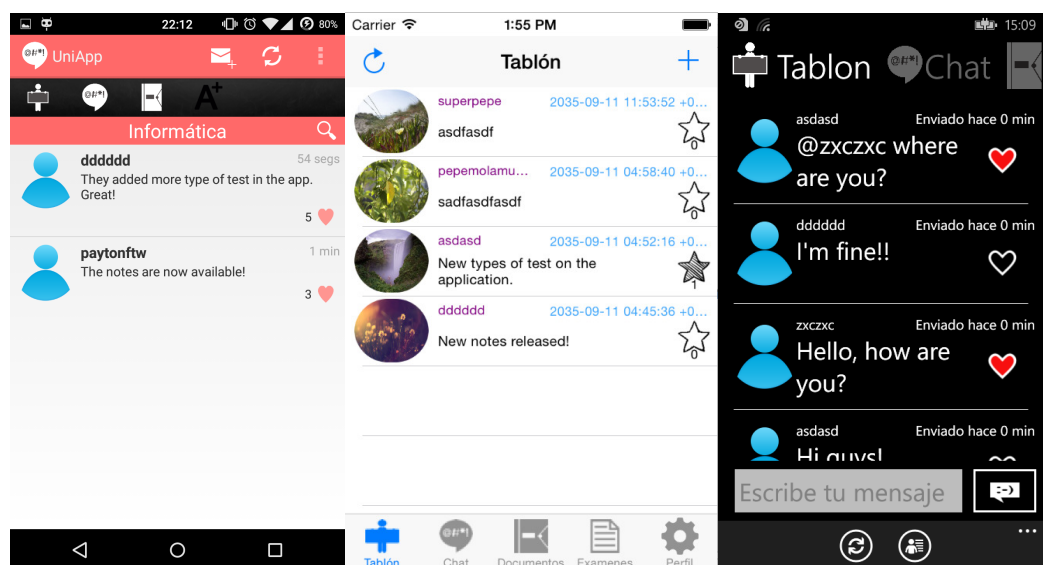 22:12
80%
@#*!
UniApp
@#*!
A+
Informática
dddddd
54 segs
They added more type of test in the app.
Great!
5
paytonftw
1 min
The notes are now available!
3
Carrier
1:55 PM
Tablón
superpepe
2035-09-11 11:53:52 +0...
asdfasdf
0
pepemolamu...
2035-09-11 04:58:40 +0...
sadfasdfasdf
0
asdasd
2035-09-11 04:52:16 +0...
New types of test on the
application.
1
dddddd
2035-09-11 04:45:36 +0...
New notes released!
0
Tablón
@#*!
Chat
Documentos
Examenes
Perfil
15:09
Tablon
@#*!
Chat
asdasd
Enviado hace 0 min
@zxczxc where
are you?
dddddd
Enviado hace 0 min
I'm fine!!
zxczxc
Enviado hace 0 min
Hello, how are
you?
asdasd
Enviado hace 0 min
Hi guys!
Escribe tu mensaje
:-)